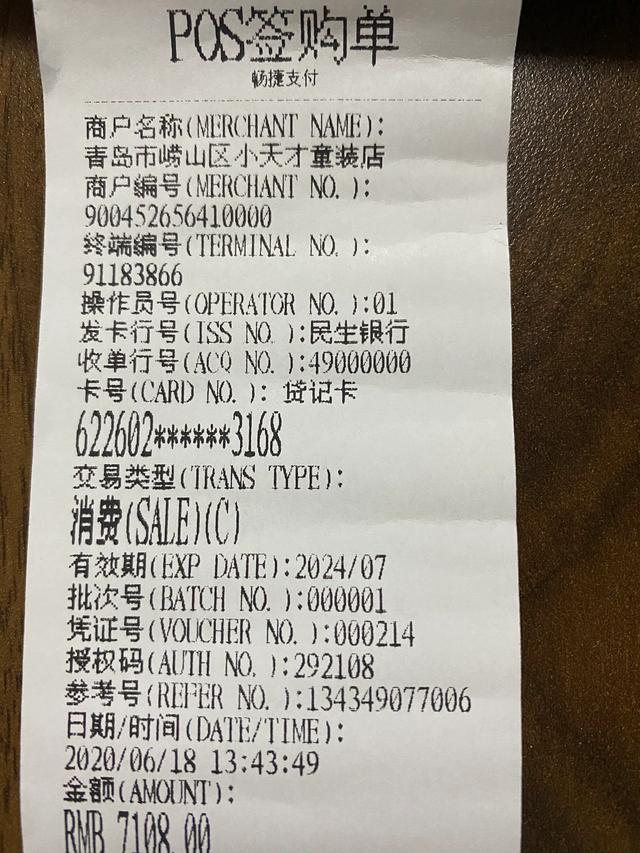 POS签购单
畅捷支付
商户名称(MERCHANT NAME):
青岛市崂山区小天才童装店
商户编号(MERCHANT NO. ):
900452656410000
终端编号(TERMINAL NO. ):
91183866
操作员号(OPERATOR NO. ):01
发卡行号(ISS NO. ):民生银行
收单行号(ACQ NO. ):49000000
卡号(CARD NO. ): 贷记卡
622602******3168
交易类型(TRANS TYPE):
消费(SALE)(C)
有效期(EXP DATE):2024/07
批次号(BATCH NO. ):000001
凭证号(VOUCHER NO. ):000214
授权码(AUTH NO. ):292108
参考号(REFER NO. ):134349077006
日期/时间(DATE/TIME):
2020/06/18 13:43:49
金额(AMOUNT):
RMB 7108.00